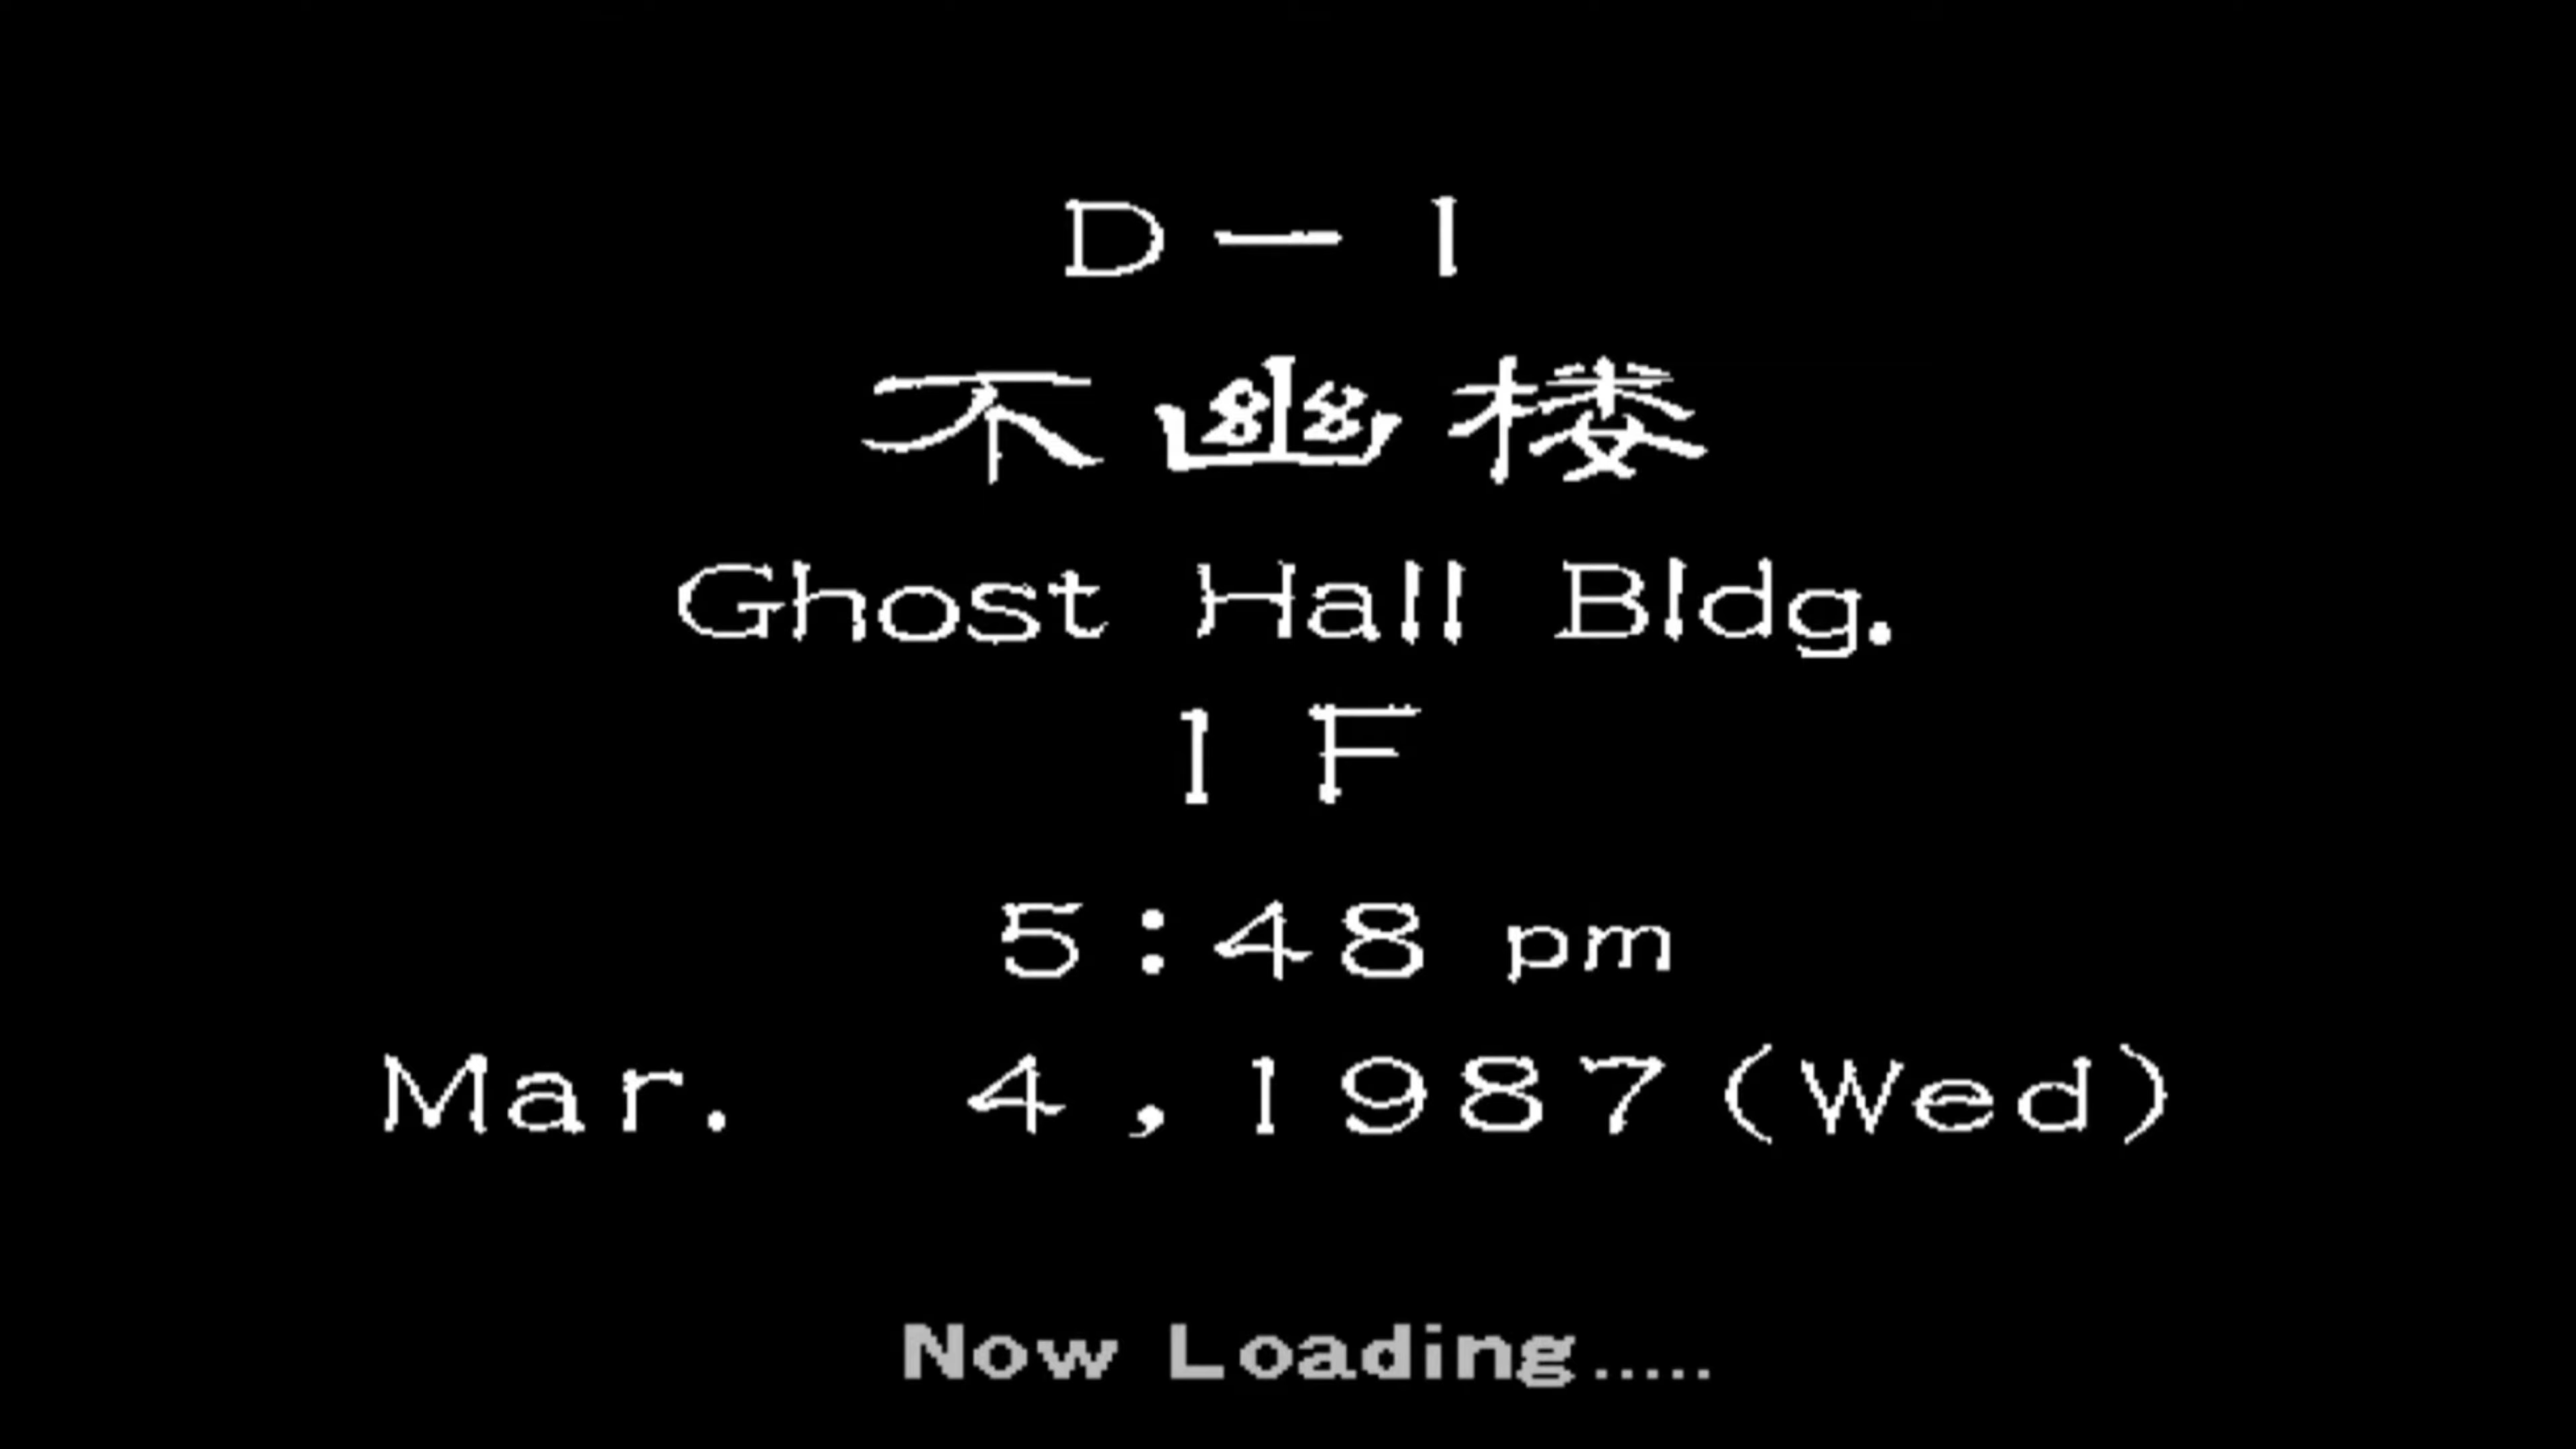 D－1
不幽楼
Ghost Hall Bldg.
1F
5:48 pm
Mar. 4,1987(Wed)
Now Loading.....